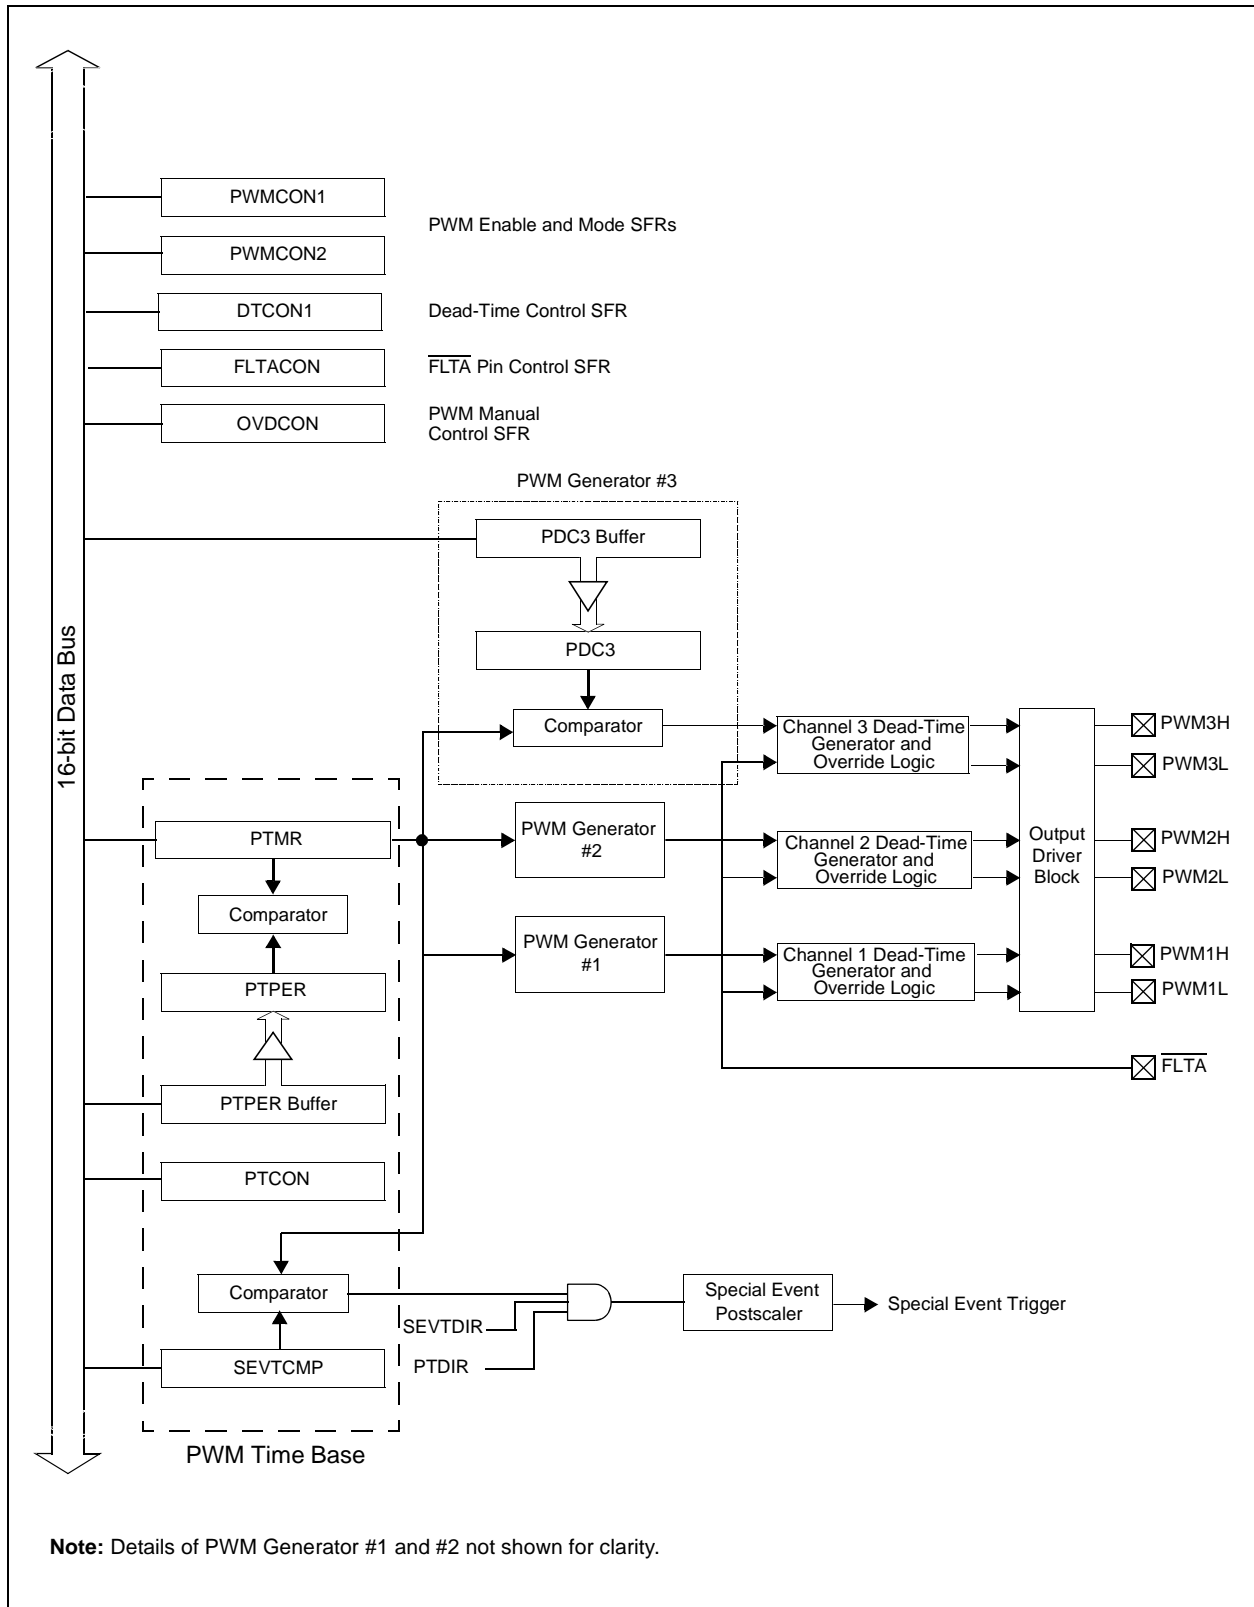 PWMCON1
PWM Enable and Mode SFRs
PWMCON2
DTCON1
Dead-Time Control SFR
FLTACON
FLTA Pin Control SFR
OVDCON
PWM Manual
Control SFR
16-bit Data Bus
PWM Generator #3
PDC3 Buffer
PDC3
Comparator
Channel 3 Dead-Time
Generator and
Override Logic
PWM3H
PWM3L
PTMR
PWM Generator
#2
Channel 2 Dead-Time
Generator and
Override Logic
Output
Driver
Block
PWM2H
PWM2L
Comparator
PWM Generator
#1
Channel 1 Dead-Time
Generator and
Override Logic
PWM1H
PWM1L
PTPER
FLTA
PTPER Buffer
PTCON
Comparator
SEVTDIR
PTDIR
Special Event
Postscaler
Special Event Trigger
SEVTCMP
PWM Time Base
Note: Details of PWM Generator #1 and #2 not shown for clarity.